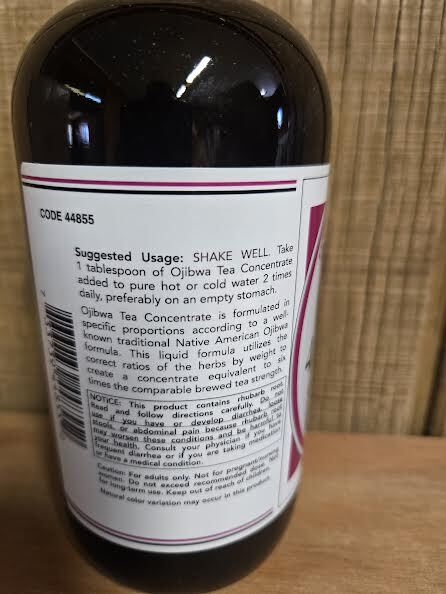 CODE 44855
Suggested Usage: SHAKE WELL. Take
1 tablespoon of Ojibwa Tea Concentrate
added to pure hot or cold water 2 times
daily, preferably on an empty stomach.
Ojibwa Tea Concentrate is formulated in
specific proportions according to a well-
known traditional Native American Ojibwa
formula. This liquid formula utilizes the
correct ratios of the herbs by weight to
create a concentrate equivalent to six
times the comparable brewed tea strength.
NOTICE: This product contains rhubarb root.
Read and follow directions carefully. Do not
use if you have or develop diarrhea, loose
stools, or abdominal pain because rhubarb root
may worsen these conditions and be harmful to
your health. Consult your physician if you have
frequent diarrhea or if you are taking medication
or have a medical condition.
Caution: For adults only. Not for pregnant/nursing
women. Do not exceed recommended dose. Not
for long-term use. Keep out of reach of children.
Natural color variation may occur in this product.